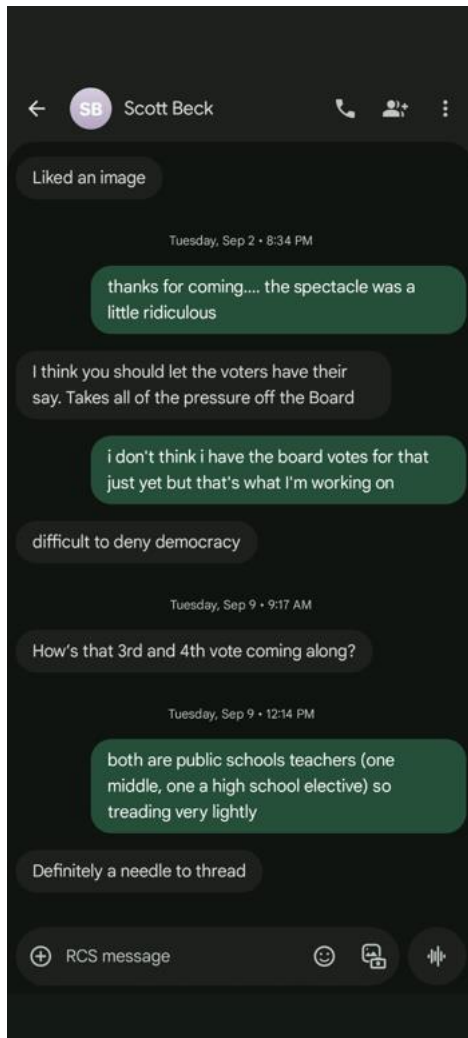 SB Scott Beck
Liked an image
Tuesday, Sep 2 • 8:34 PM
thanks for coming.... the spectacle was a
little ridiculous
I think you should let the voters have their
say. Takes all of the pressure off the Board
i don't think i have the board votes for that
just yet but that's what I'm working on
difficult to deny democracy
Tuesday, Sep 9 • 9:17 AM
How's that 3rd and 4th vote coming along?
Tuesday, Sep 9 • 12:14 PM
both are public schools teachers (one
middle, one a high school elective) so
treading very lightly
Definitely a needle to thread
RCS message